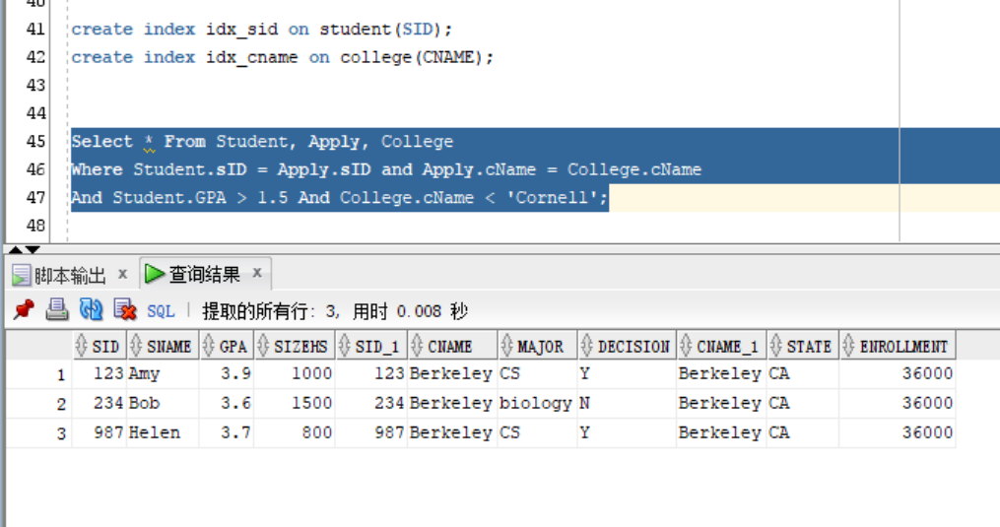 40
41 create index idx_sid on student(SID);
42 create index idx_cname on college(CNAME);
43
44
45 Select * From Student, Apply, College
46 Where Student.sID = Apply.sID and Apply.cName = College.cName
47 And Student.GPA > 1.5 And College.cName < 'Cornell';
48
脚本输出 x 查询结果 x
SQL | 提取的所有行: 3, 用时 0.008 秒
SID SNAME GPA SIZEHS SID_1 CNAME MAJOR DECISION CNAME_1 STATE ENROLLMENT
1 123 Amy 3.9 1000 123 Berkeley CS Y Berkeley CA 36000
2 234 Bob 3.6 1500 234 Berkeley biology N Berkeley CA 36000
3 987 Helen 3.7 800 987 Berkeley CS Y Berkeley CA 36000